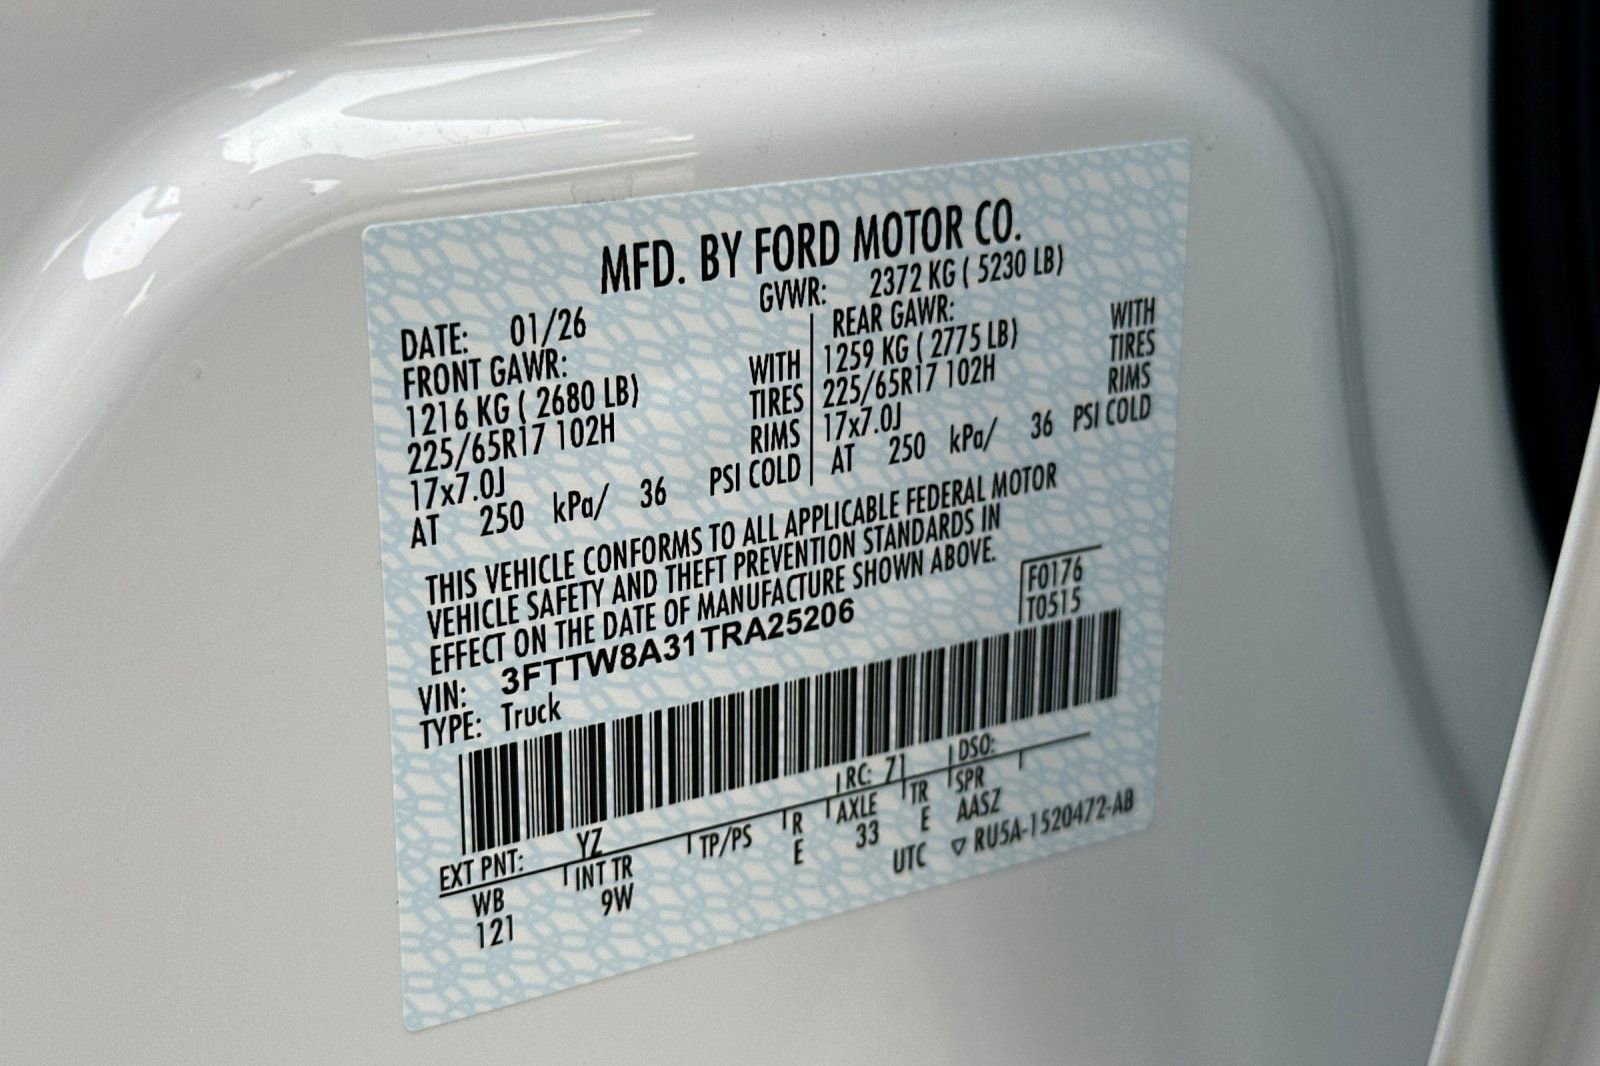 MFD. BY FORD MOTOR CO.
DATE: 01/26 GVWR: 2372 KG ( 5230 LB)
FRONT GAWR: REAR GAWR:
1216 KG ( 2680 LB) WITH 1259 KG ( 2775 LB) WITH
225/65R17 102H TIRES 225/65R17 102H TIRES
17x7.0J RIMS 17x7.0J RIMS
AT 250 kPa/ 36 PSI COLD AT 250 kPa/ 36 PSI COLD
THIS VEHICLE CONFORMS TO ALL APPLICABLE FEDERAL MOTOR
VEHICLE SAFETY AND THEFT PREVENTION STANDARDS IN
EFFECT ON THE DATE OF MANUFACTURE SHOWN ABOVE.
F0176
T0515
VIN: 3FTTW8A31TRA25206
TYPE: Truck
EXT PNT: YZ RC: 71 DSO:
WB INT TR TP/PS R AXLE TR SPR
121 9W E 33 E AASZ
UTC ▽ RU5A-1520472-AB